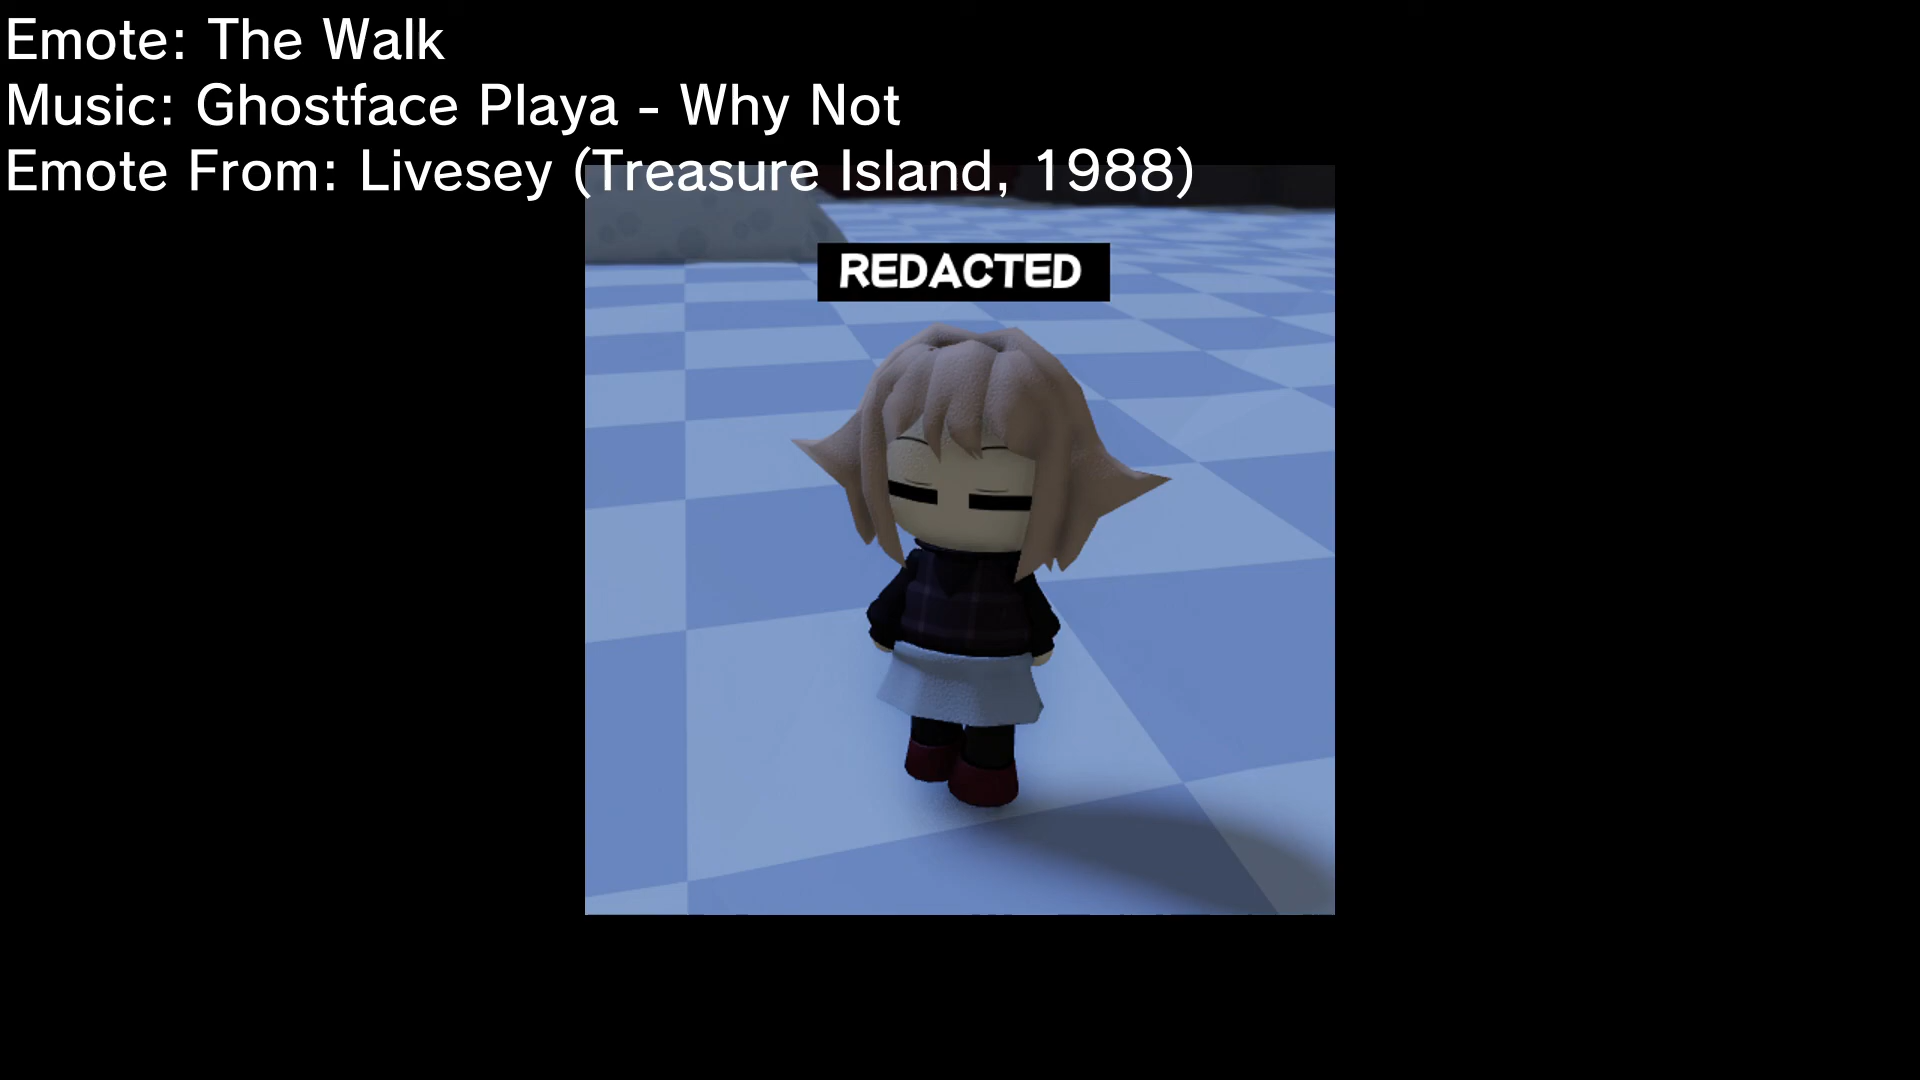 Emote: The Walk
Music: Ghostface Playa - Why Not
Emote From: Livesey (Treasure Island, 1988)
REDACTED